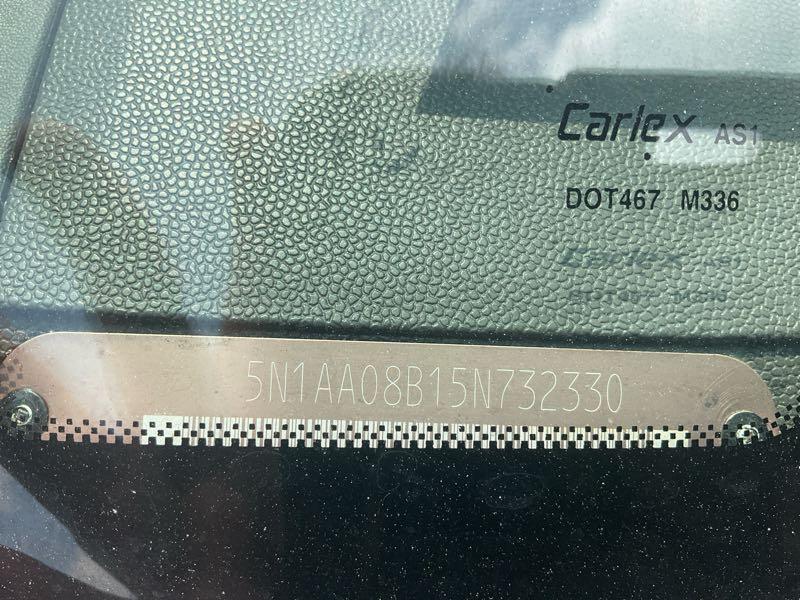 Carlex AS1
DOT467 M336
5N1AA08B15N732330